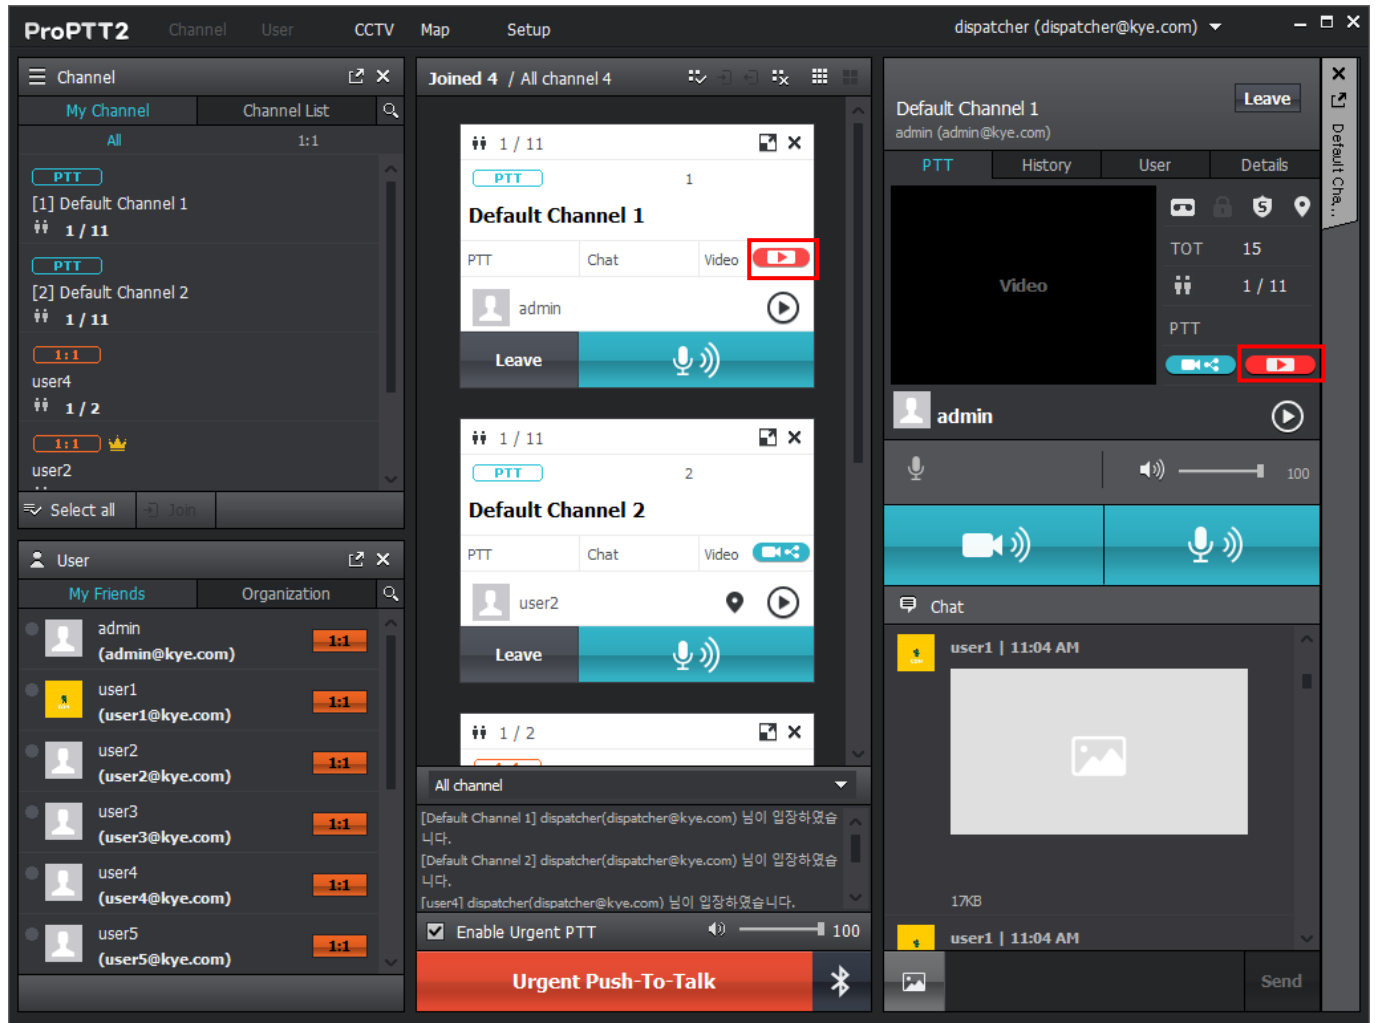 ProPTT2
Channel
User
CCTV
Map
Setup
dispatcher (dispatcher@kye.com)
Channel
My Channel
Channel List
All
1:1
PTT
[1] Default Channel 1
1 / 11
PTT
[2] Default Channel 2
1 / 11
1:1
user4
1 / 2
1:1
user2
Select all
Join
User
My Friends
Organization
admin
(admin@kye.com)
1:1
user1
(user1@kye.com)
1:1
user2
(user2@kye.com)
1:1
user3
(user3@kye.com)
1:1
user4
(user4@kye.com)
1:1
user5
(user5@kye.com)
1:1
Joined 4 / All channel 4
1 / 11
PTT
1
Default Channel 1
PTT
Chat
Video
admin
Leave
1 / 11
PTT
2
Default Channel 2
PTT
Chat
Video
user2
Leave
1 / 2
All channel
[Default Channel 1] dispatcher(dispatcher@kye.com) 님이 입장하였습
니다.
[Default Channel 2] dispatcher(dispatcher@kye.com) 님이 입장하였습
니다.
[user4] dispatcher(dispatcher@kye.com) 님이 입장하였습니다.
Enable Urgent PTT
100
Urgent Push-To-Talk
Default Channel 1
admin (admin@kye.com)
Leave
PTT
History
User
Details
Video
TOT
15
1 / 11
PTT
admin
100
Chat
user1 | 11:04 AM
17KB
user1 | 11:04 AM
Send
Default Cha...